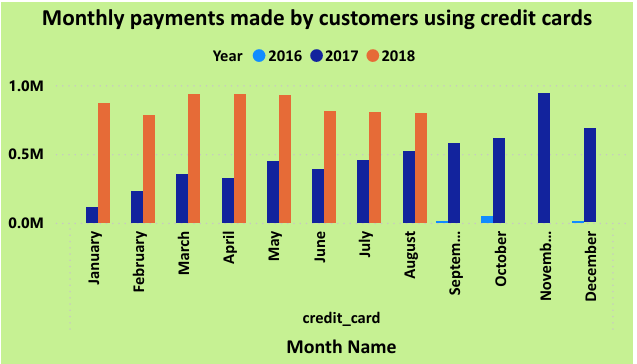 Monthly payments made by customers using credit cards
Year 2016 2017 2018
1.0M
0.5M
0.0M
January
February
March
April
May
June
July
August
Septem...
October
Novemb...
December
credit_card
Month Name